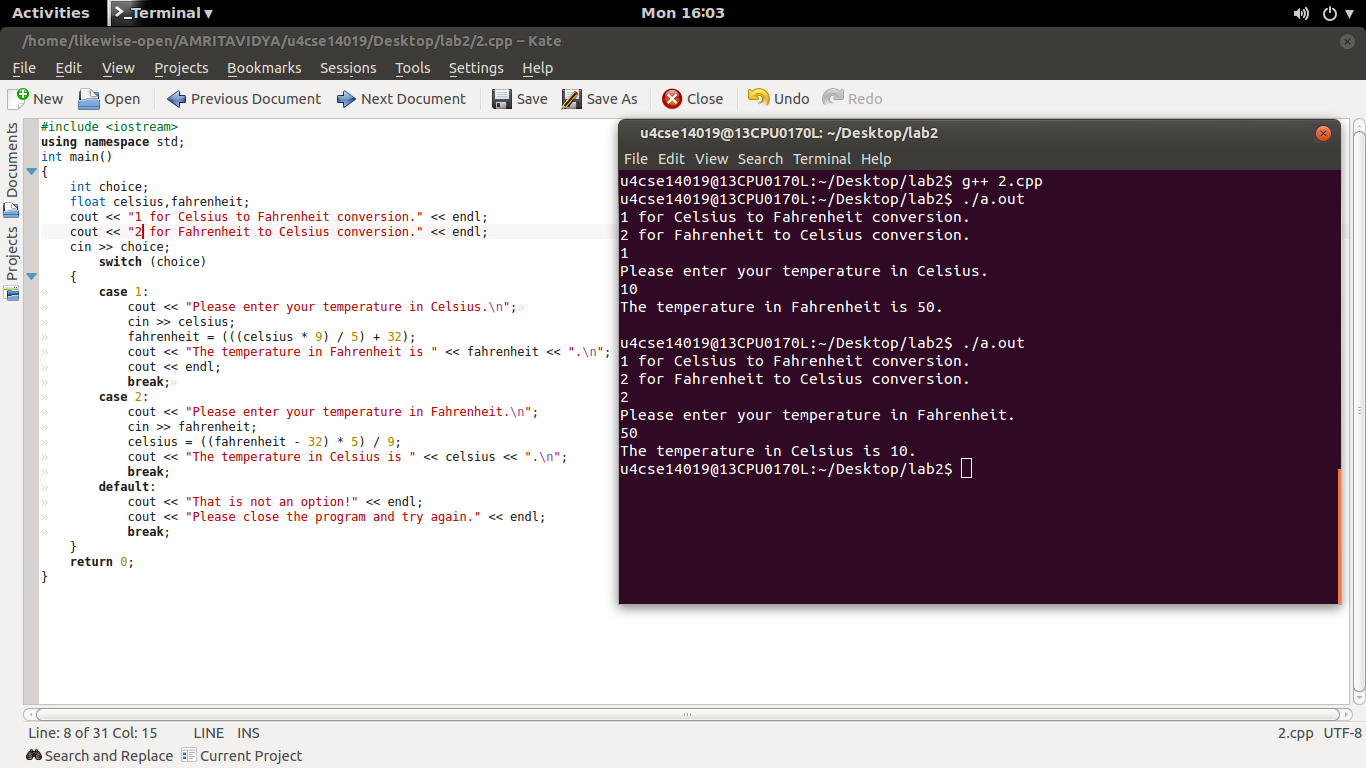 Activities
Terminal
Mon 16:03
/home/likewise-open/AMRITAVIDYA/u4cse14019/Desktop/lab2/2.cpp – Kate
File Edit View Projects Bookmarks Sessions Tools Settings Help
New Open Previous Document Next Document Save Save As Close Undo Redo
Documents
Projects
#include <iostream>
using namespace std;
int main()
{
    int choice;
    float celsius,fahrenheit;
    cout << "1 for Celsius to Fahrenheit conversion." << endl;
    cout << "2 for Fahrenheit to Celsius conversion." << endl;
    cin >> choice;
        switch (choice)
    {
        case 1:
            cout << "Please enter your temperature in Celsius.\n";
            cin >> celsius;
            fahrenheit = (((celsius * 9) / 5) + 32);
            cout << "The temperature in Fahrenheit is " << fahrenheit << ".\n";
            cout << endl;
            break;
        case 2:
            cout << "Please enter your temperature in Fahrenheit.\n";
            cin >> fahrenheit;
            celsius = ((fahrenheit - 32) * 5) / 9;
            cout << "The temperature in Celsius is " << celsius << ".\n";
            break;
        default:
            cout << "That is not an option!" << endl;
            cout << "Please close the program and try again." << endl;
            break;
    }
    return 0;
}
u4cse14019@13CPU0170L: ~/Desktop/lab2
File Edit View Search Terminal Help
u4cse14019@13CPU0170L:~/Desktop/lab2$ g++ 2.cpp
u4cse14019@13CPU0170L:~/Desktop/lab2$ ./a.out
1 for Celsius to Fahrenheit conversion.
2 for Fahrenheit to Celsius conversion.
1
Please enter your temperature in Celsius.
10
The temperature in Fahrenheit is 50.
u4cse14019@13CPU0170L:~/Desktop/lab2$ ./a.out
1 for Celsius to Fahrenheit conversion.
2 for Fahrenheit to Celsius conversion.
2
Please enter your temperature in Fahrenheit.
50
The temperature in Celsius is 10.
u4cse14019@13CPU0170L:~/Desktop/lab2$
Line: 8 of 31 Col: 15 LINE INS 2.cpp UTF-8
Search and Replace Current Project